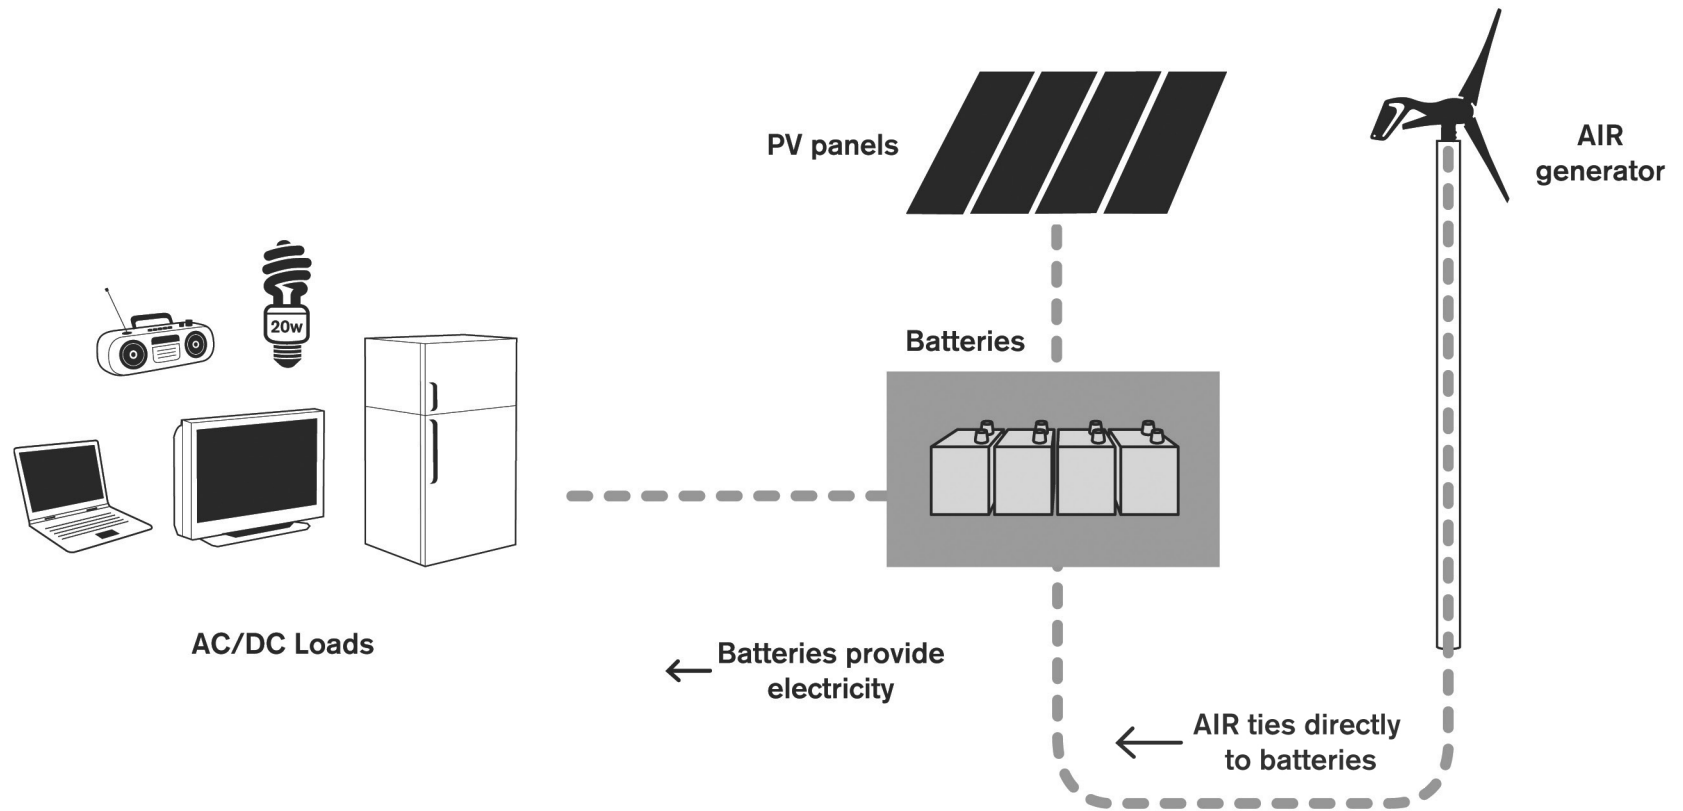 PV panels
AIR
generator
20w
Batteries
AC/DC Loads
Batteries provide
electricity
AIR ties directly
to batteries